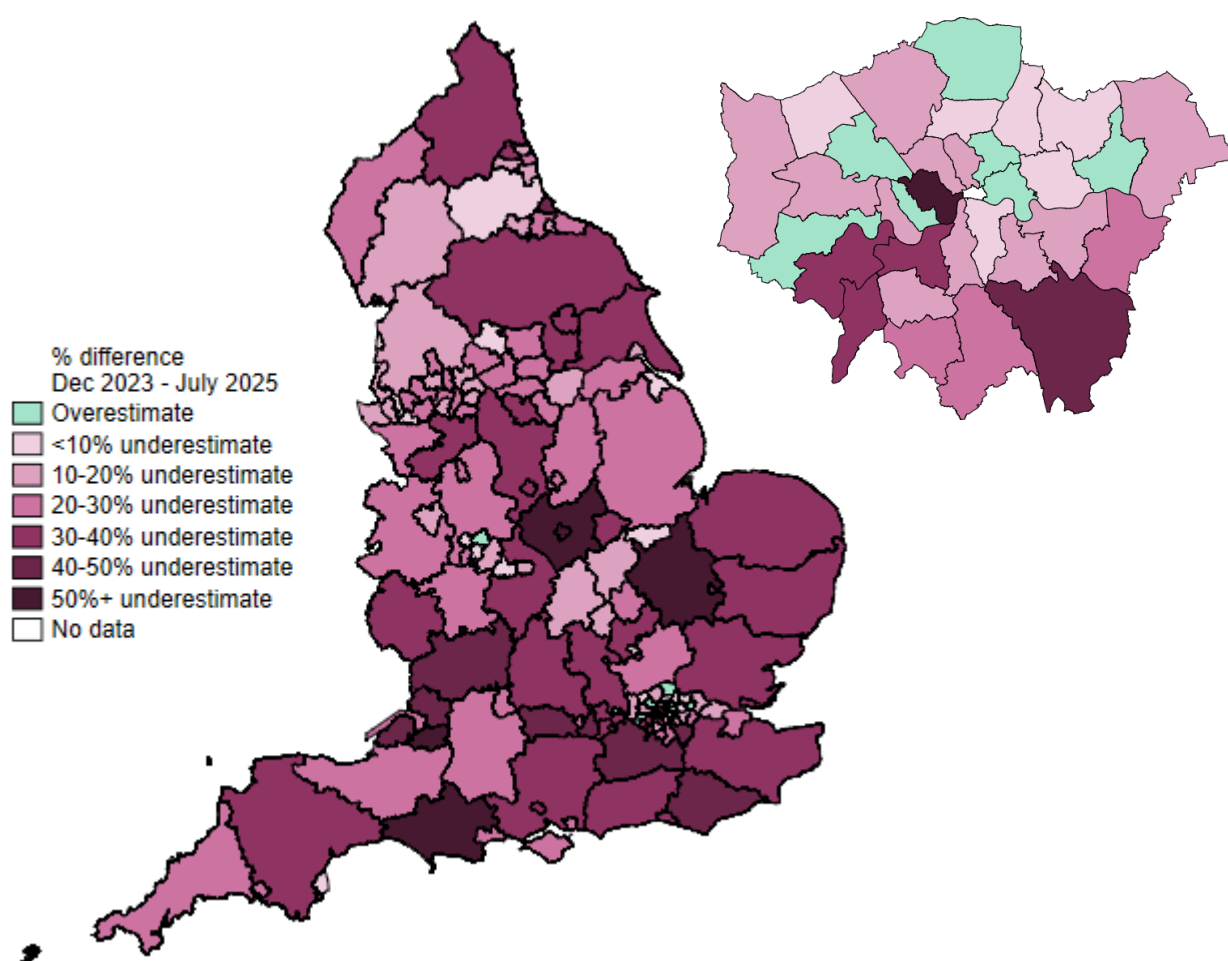 % difference
Dec 2023 - July 2025
Overestimate
<10% underestimate
10-20% underestimate
20-30% underestimate
30-40% underestimate
40-50% underestimate
50%+ underestimate
No data